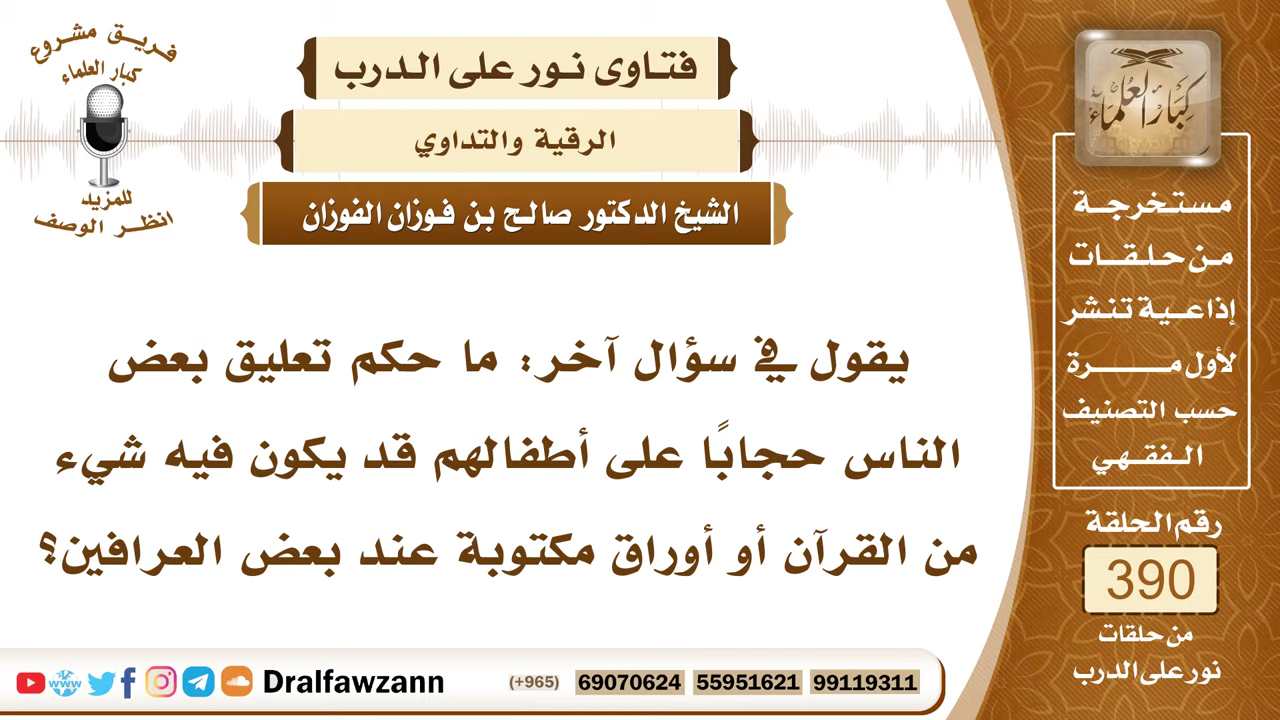 فريق مشروع
كبار العلماء
للمزيد
انظر الوصف
فتاوى نور على الدرب
الرقية والتداوي
الشيخ الدكتور صالح بن فوزان الفوزان
يقول في سؤال آخر: ما حكم تعليق بعض
الناس حجابًا على أطفالهم قد يكون فيه شيء
من القرآن أو أوراق مكتوبة عند بعض العرافين؟
كبار العلماء
مستخرجة
من حلقات
إذاعية تنشر
لأول مرة
حسب التصنيف
الفقهي
رقم الحلقة
390
من حلقات
نور على الدرب
www Dralfawzann (+965) 69070624 55951621 99119311